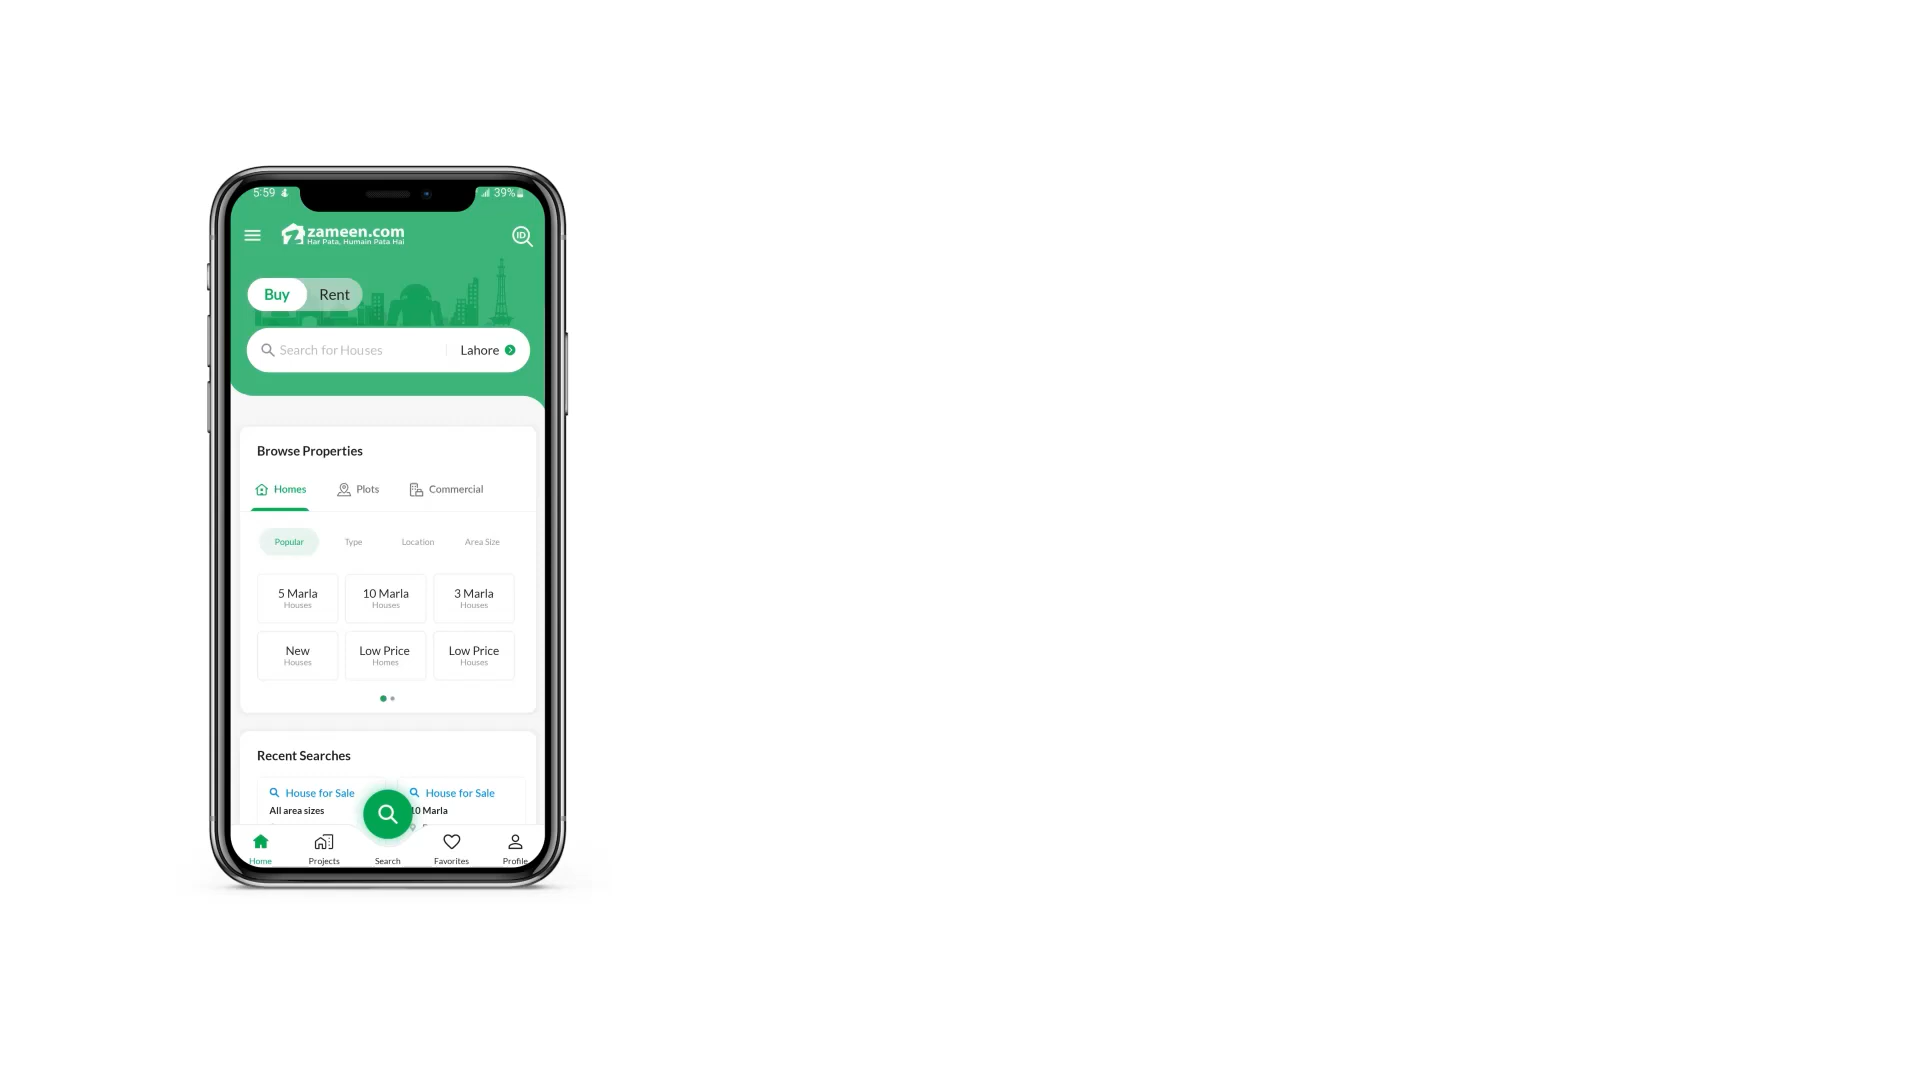 5:59 39%
zameen.com ID
Har Pata, Humain Pata Hai
Buy Rent
Search for Houses Lahore
Browse Properties
Homes Plots Commercial
Popular Type Location Area Size
5 Marla 10 Marla 3 Marla
Houses Houses Houses
New Low Price Low Price
Houses Homes Houses
Recent Searches
House for Sale House for Sale
All area sizes 10 Marla
Home Projects Search Favorites Profile